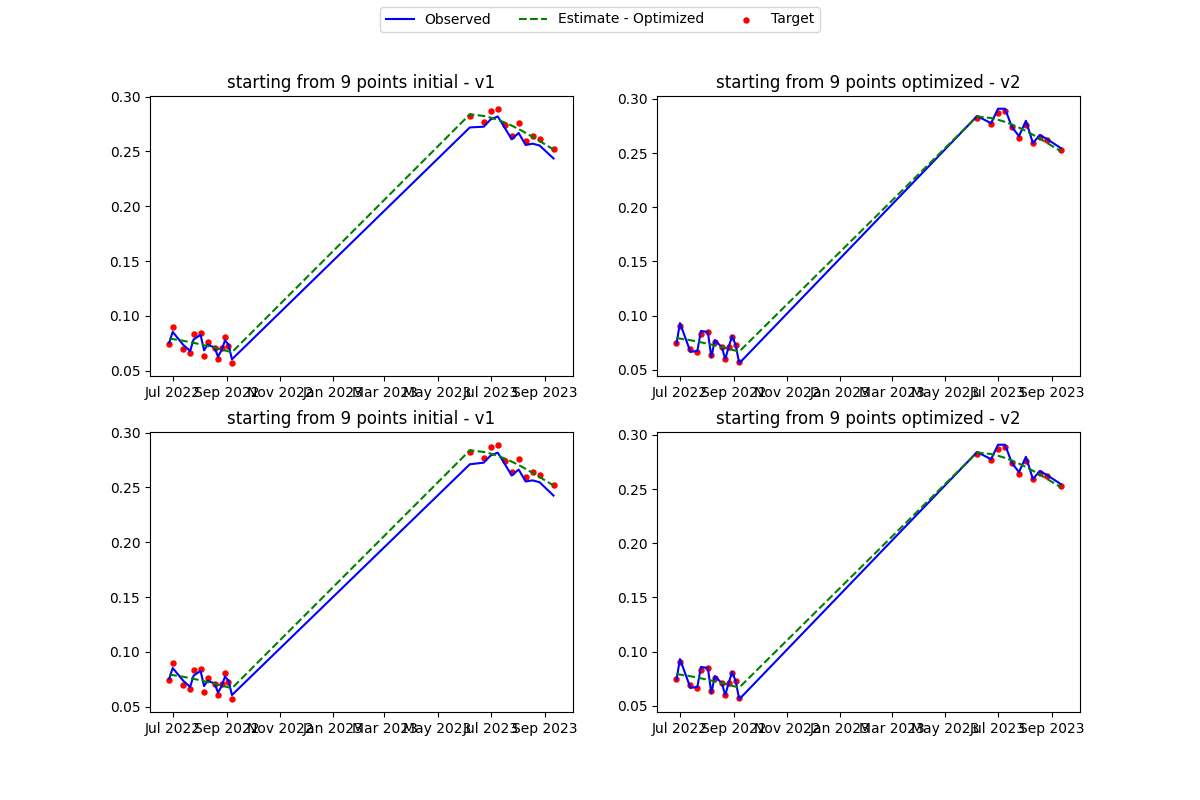 Observed Estimate - Optimized Target
starting from 9 points initial - v1
0.30
0.25
0.20
0.15
0.10
0.05
Jul 2022 Sep 2022 Nov 2022 Jan 2023 Mar 2023 May 2023 Jul 2023 Sep 2023
starting from 9 points optimized - v2
0.30
0.25
0.20
0.15
0.10
0.05
Jul 2022 Sep 2022 Nov 2022 Jan 2023 Mar 2023 May 2023 Jul 2023 Sep 2023
starting from 9 points initial - v1
0.30
0.25
0.20
0.15
0.10
0.05
Jul 2022 Sep 2022 Nov 2022 Jan 2023 Mar 2023 May 2023 Jul 2023 Sep 2023
starting from 9 points optimized - v2
0.30
0.25
0.20
0.15
0.10
0.05
Jul 2022 Sep 2022 Nov 2022 Jan 2023 Mar 2023 May 2023 Jul 2023 Sep 2023